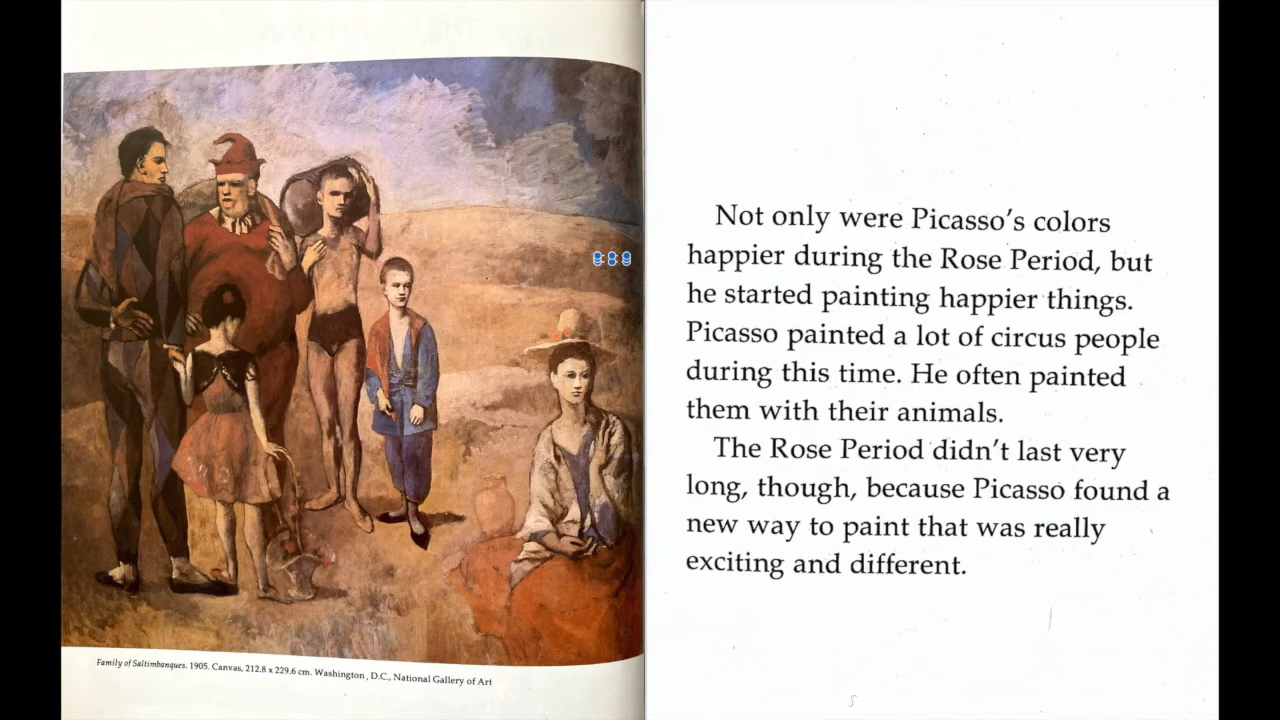 Family of Saltimbanques. 1905. Canvas, 212.8 x 229.6 cm. Washington, D.C., National Gallery of Art
Not only were Picasso's colors
happier during the Rose Period, but
he started painting happier things.
Picasso painted a lot of circus people
during this time. He often painted
them with their animals.
The Rose Period didn't last very
long, though, because Picasso found a
new way to paint that was really
exciting and different.